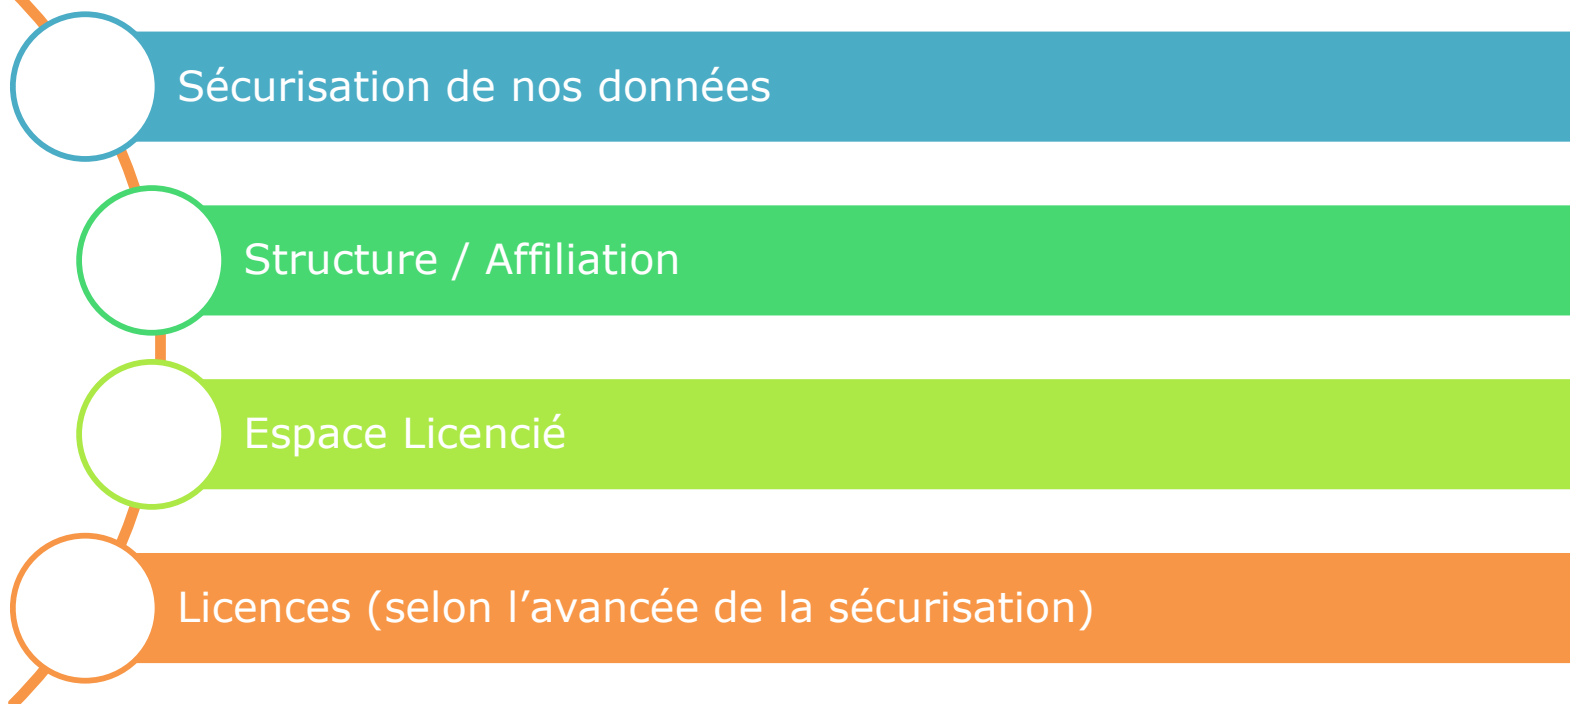 Sécurisation de nos données
Structure / Affiliation
Espace Licencié
Licences (selon l’avancée de la sécurisation)